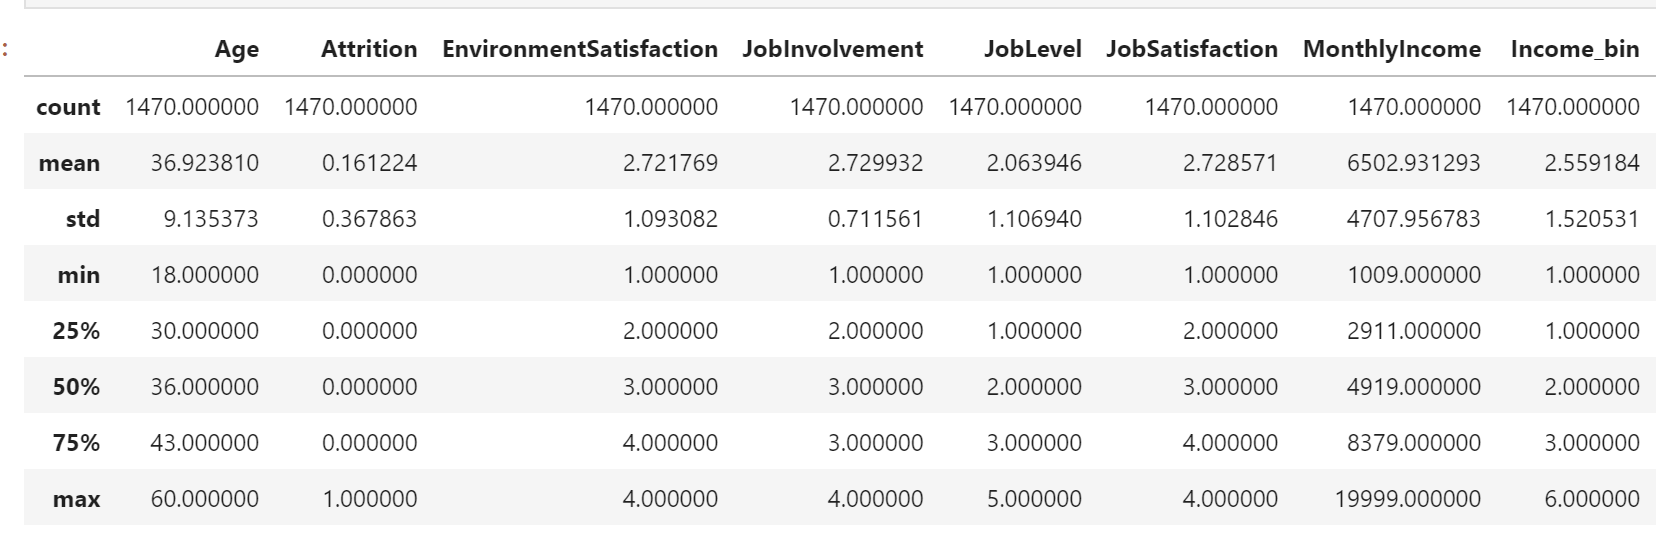 :
Age Attrition EnvironmentSatisfaction JobInvolvement JobLevel JobSatisfaction MonthlyIncome Income_bin
count 1470.000000 1470.000000 1470.000000 1470.000000 1470.000000 1470.000000 1470.000000 1470.000000
mean 36.923810 0.161224 2.721769 2.729932 2.063946 2.728571 6502.931293 2.559184
std 9.135373 0.367863 1.093082 0.711561 1.106940 1.102846 4707.956783 1.520531
min 18.000000 0.000000 1.000000 1.000000 1.000000 1.000000 1009.000000 1.000000
25% 30.000000 0.000000 2.000000 2.000000 1.000000 2.000000 2911.000000 1.000000
50% 36.000000 0.000000 3.000000 3.000000 2.000000 3.000000 4919.000000 2.000000
75% 43.000000 0.000000 4.000000 3.000000 3.000000 4.000000 8379.000000 3.000000
max 60.000000 1.000000 4.000000 4.000000 5.000000 4.000000 19999.000000 6.000000